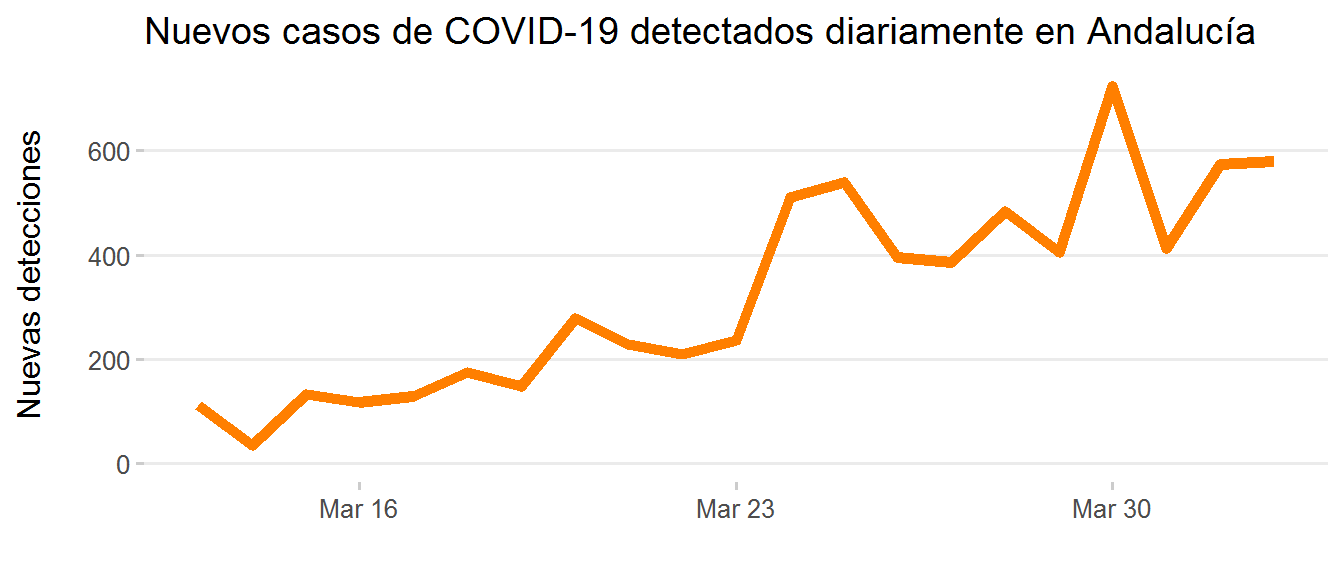 Nuevos casos de COVID-19 detectados diariamente en Andalucía
Nuevas detecciones
600
400
200
0
Mar 16
Mar 23
Mar 30